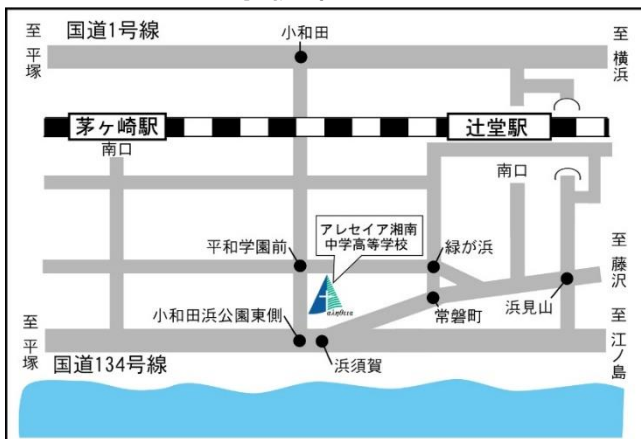 至平塚
国道1号線
小和田
至横浜
茅ヶ崎駅
辻堂駅
南口
南口
アレセイア湘南
中学高等学校
平和学園前
緑が浜
至藤沢
小和田浜公園東側
常磐町
浜見山
至平塚
国道134号線
浜須賀
至江ノ島